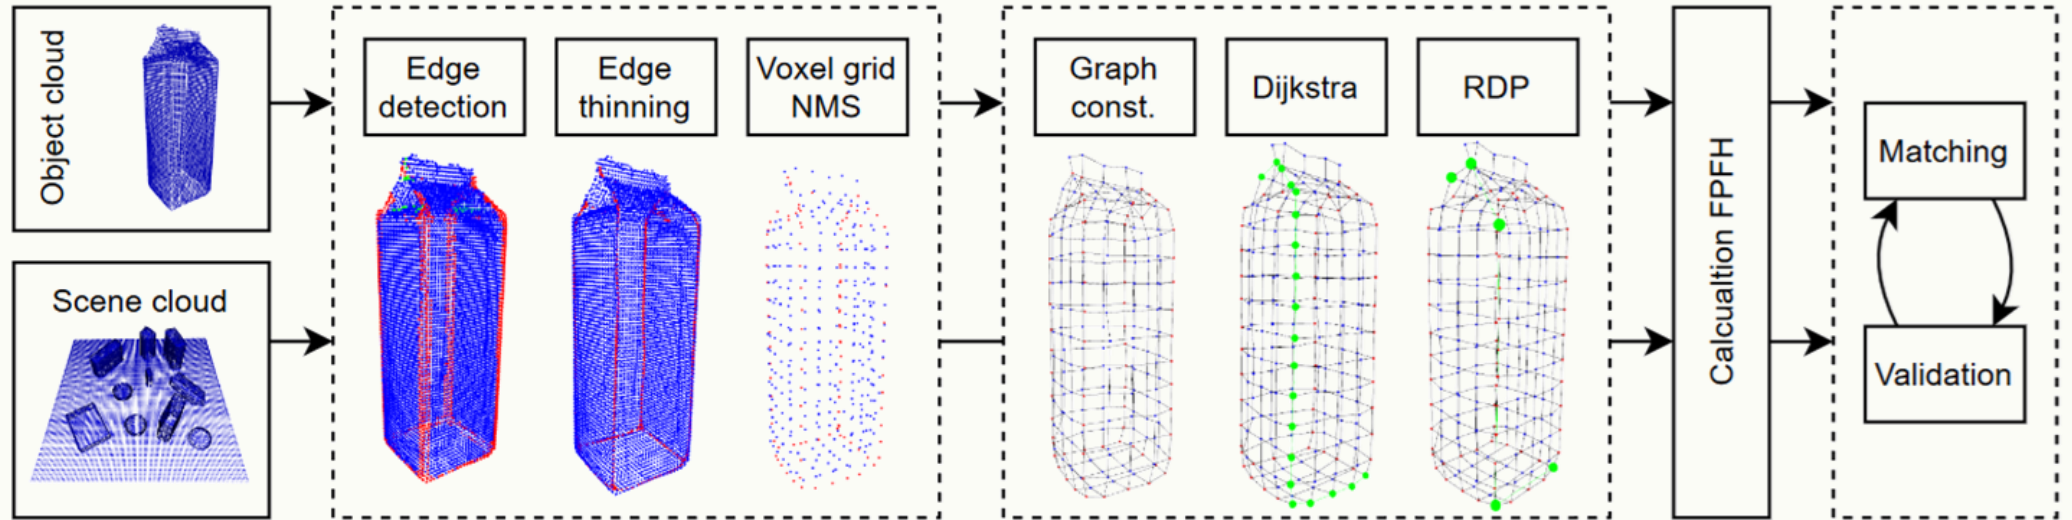 Object cloud
Scene cloud
Edge
detection
Edge
thinning
Voxel grid
NMS
Graph
const.
Dijkstra
RDP
Calcualtion FPFH
Matching
Validation